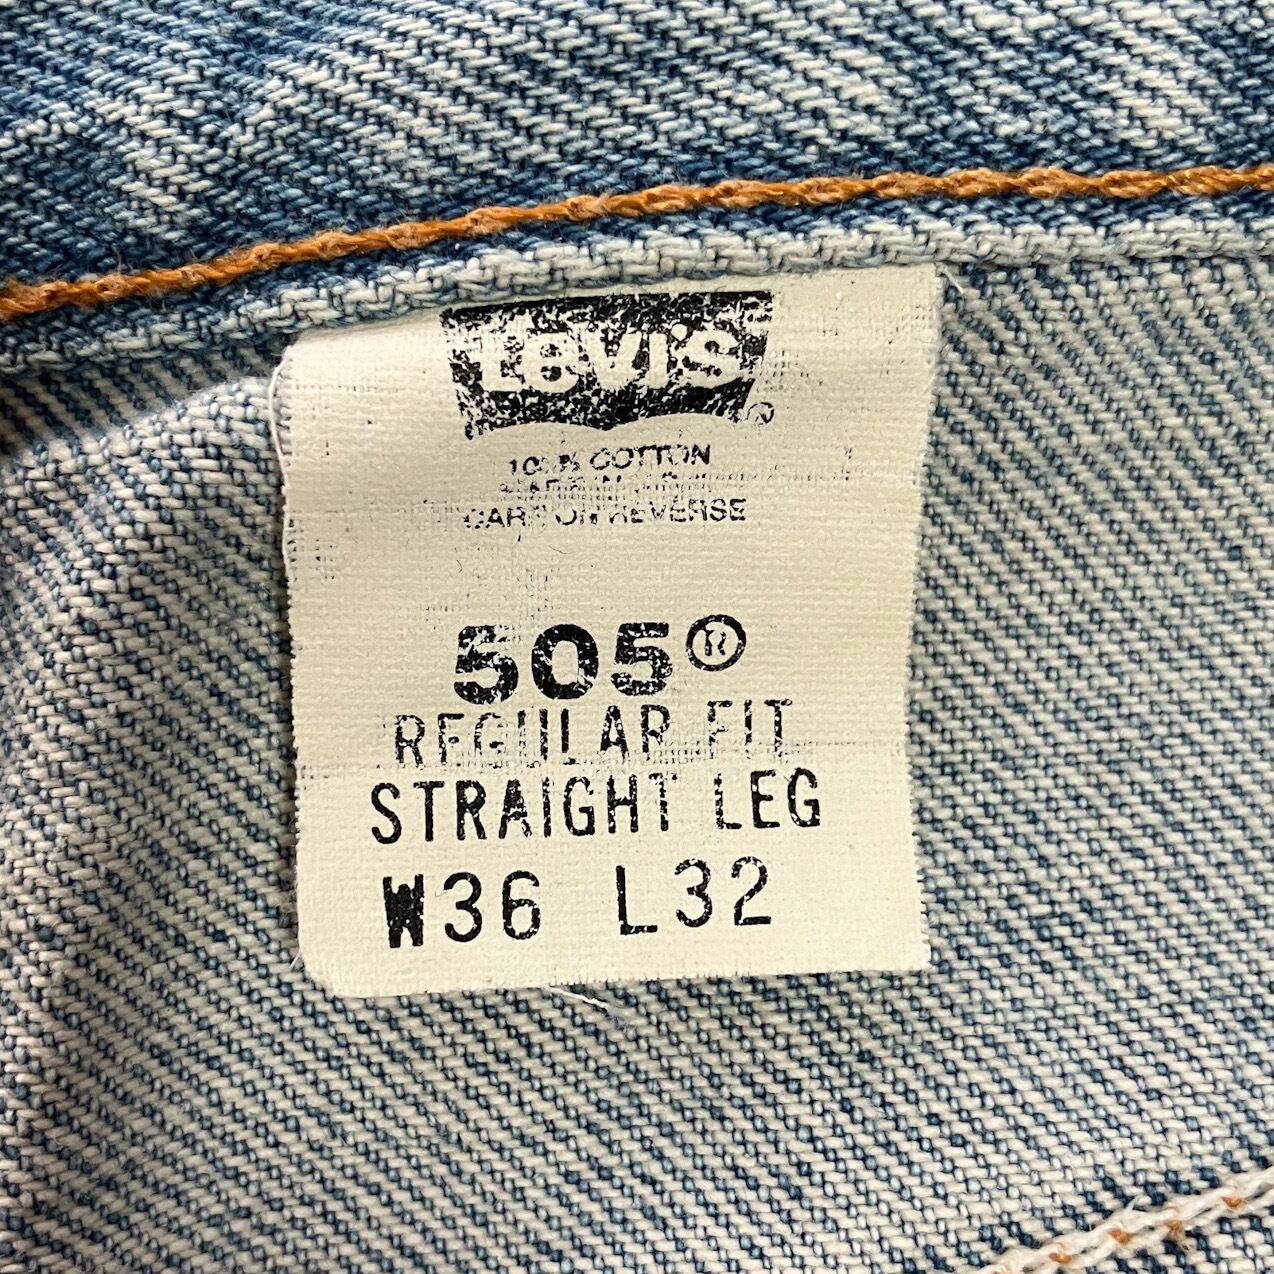 Levi's®
100% COTTON
CARE ON REVERSE
505®
REGULAR FIT
STRAIGHT LEG
W36 L32